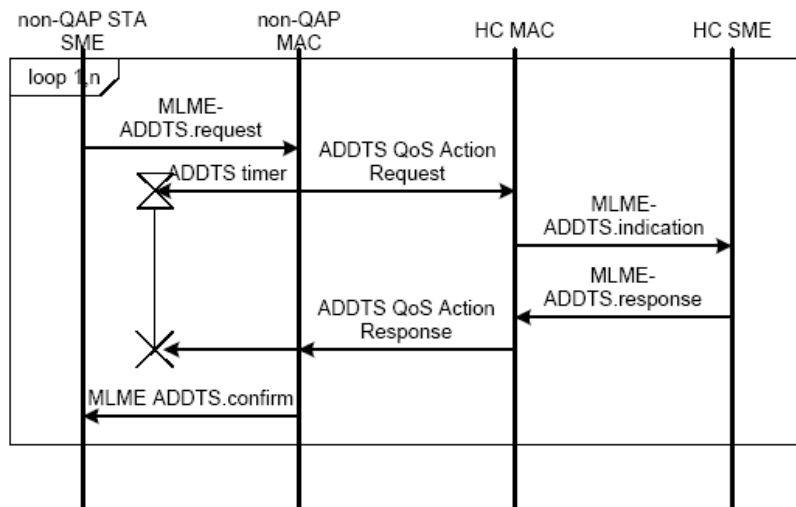 non-QAP STA
SME
non-QAP
MAC
HC MAC
HC SME
loop 1,n
MLME-
ADDTS.request
ADDTS timer
ADDTS QoS Action
Request
MLME-
ADDTS.indication
MLME-
ADDTS.response
ADDTS QoS Action
Response
MLME ADDTS.confirm